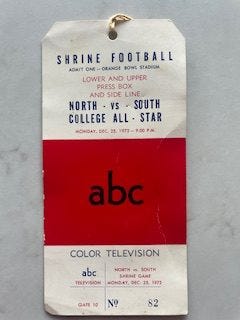 SHRINE FOOTBALL
ADMIT ONE — ORANGE BOWL STADIUM
LOWER AND UPPER
PRESS BOX
AND SIDE LINE
NORTH - vs - SOUTH
COLLEGE ALL - STAR
MONDAY, DEC. 25, 1972 — 9:00 P.M.
abc
COLOR TELEVISION
abc
TELEVISION
NORTH vs. SOUTH
SHRINE GAME
MONDAY, DEC. 25, 1972
GATE 10
Nº 82